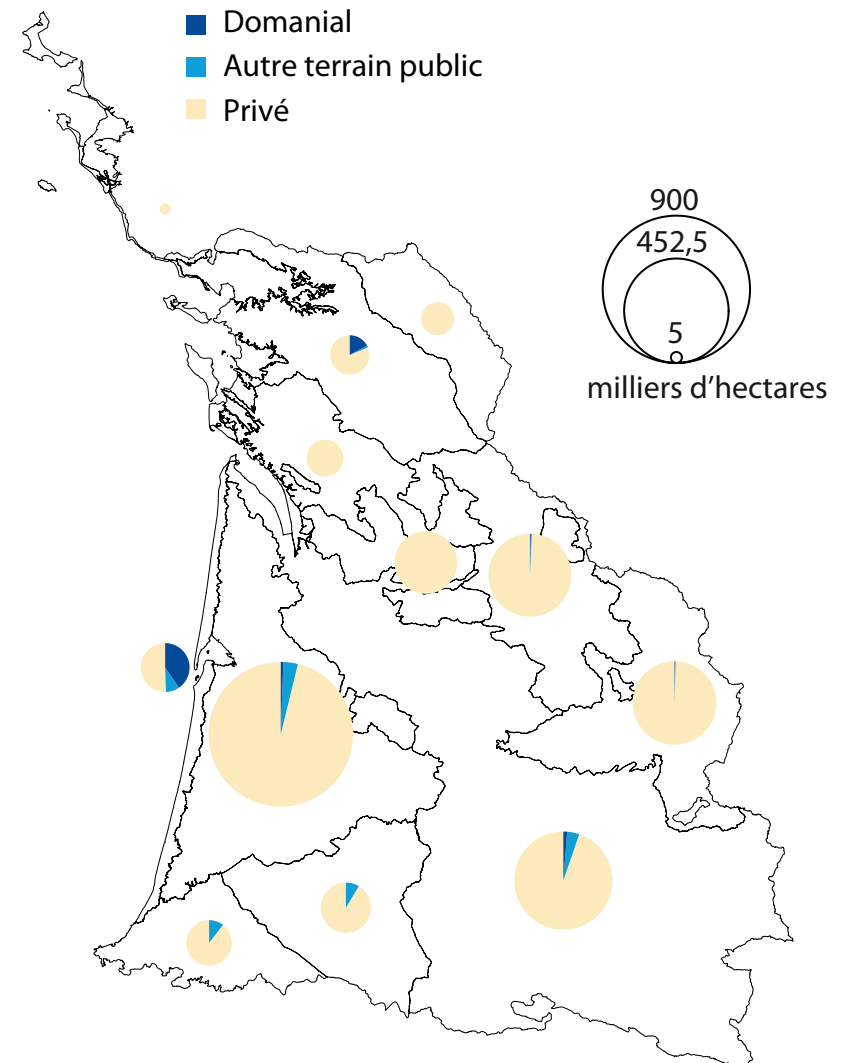 Domanial
Autre terrain public
Privé
900
452,5
5
milliers d’hectares